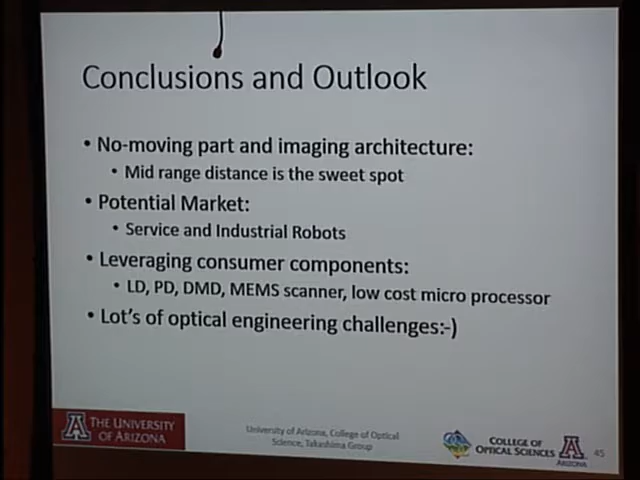 Conclusions and Outlook
• No-moving part and imaging architecture:
• Mid range distance is the sweet spot
• Potential Market:
• Service and Industrial Robots
• Leveraging consumer components:
• LD, PD, DMD, MEMS scanner, low cost micro processor
• Lot's of optical engineering challenges:-)
THE UNIVERSITY
OF ARIZONA
University of Arizona, College of Optical
Science, Takashima Group
COLLEGE OF
OPTICAL SCIENCES
ARIZONA
45